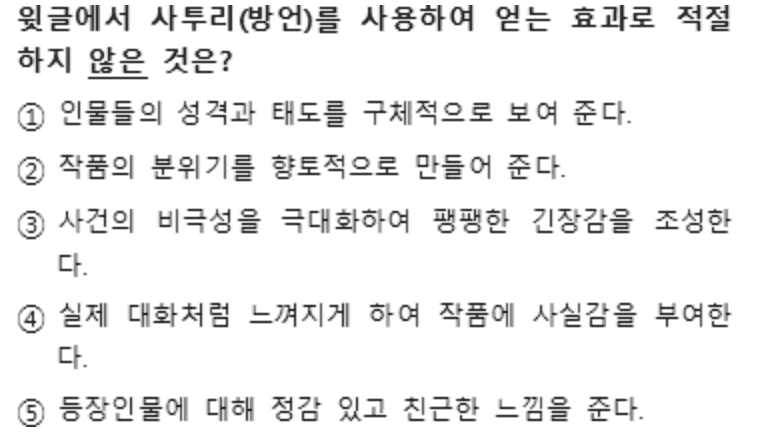 윗글에서 사투리(방언)를 사용하여 얻는 효과로 적절
하지 않은 것은?
① 인물들의 성격과 태도를 구체적으로 보여 준다.
② 작품의 분위기를 향토적으로 만들어 준다.
③ 사건의 비극성을 극대화하여 팽팽한 긴장감을 조성한
다.
④ 실제 대화처럼 느껴지게 하여 작품에 사실감을 부여한
다.
⑤ 등장인물에 대해 정감 있고 친근한 느낌을 준다.